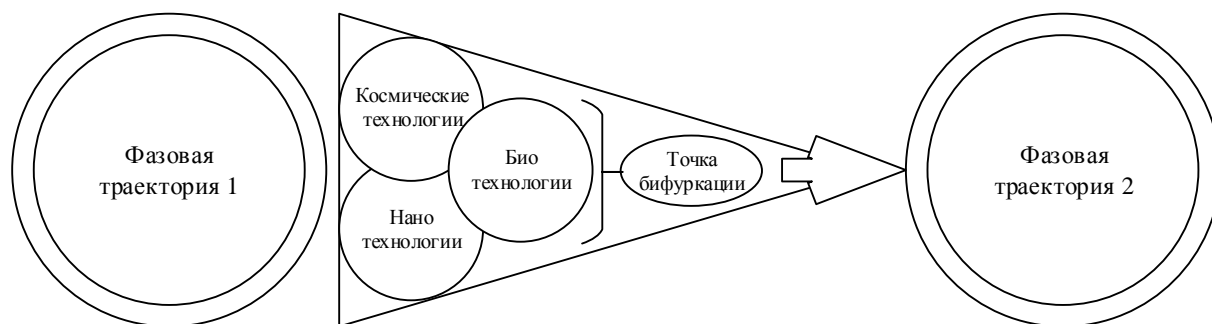 Фазовая
траектория 1
Космические
технологии
Био
технологии
Нано
технологии
Точка
бифуркации
Фазовая
траектория 2